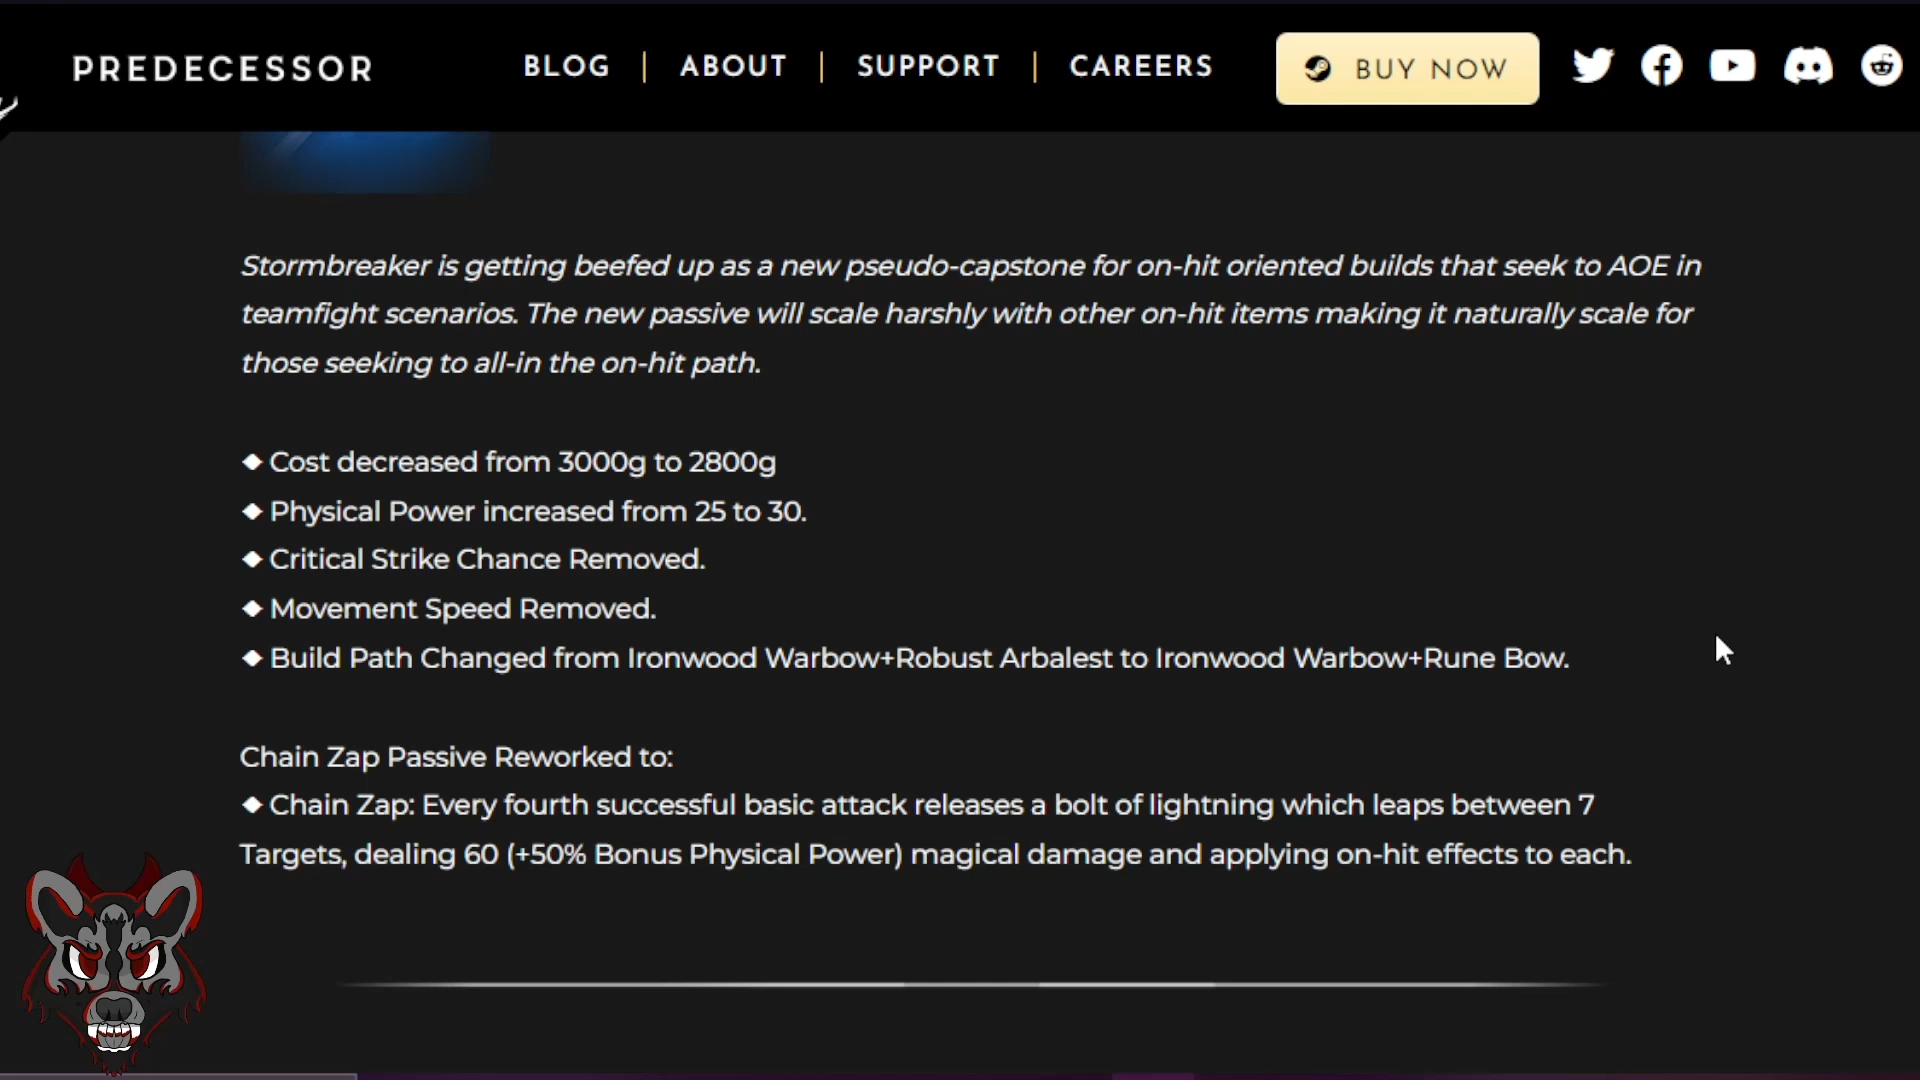 PREDECESSOR
BLOG | ABOUT | SUPPORT | CAREERS
BUY NOW
Stormbreaker is getting beefed up as a new pseudo-capstone for on-hit oriented builds that seek to AOE in
teamfight scenarios. The new passive will scale harshly with other on-hit items making it naturally scale for
those seeking to all-in the on-hit path.
◆ Cost decreased from 3000g to 2800g
◆ Physical Power increased from 25 to 30.
◆ Critical Strike Chance Removed.
◆ Movement Speed Removed.
◆ Build Path Changed from Ironwood Warbow+Robust Arbalest to Ironwood Warbow+Rune Bow.
Chain Zap Passive Reworked to:
◆ Chain Zap: Every fourth successful basic attack releases a bolt of lightning which leaps between 7
Targets, dealing 60 (+50% Bonus Physical Power) magical damage and applying on-hit effects to each.